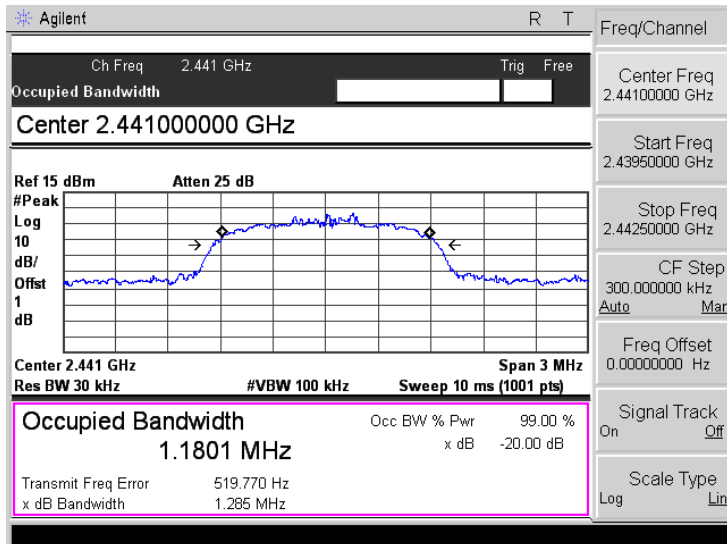 Agilent R T
Ch Freq 2.441 GHz Trig Free
Occupied Bandwidth
Center 2.441000000 GHz
Ref 15 dBm Atten 25 dB
#Peak
Log
10
dB/
Offst
1
dB
Center 2.441 GHz Span 3 MHz
Res BW 30 kHz #VBW 100 kHz Sweep 10 ms (1001 pts)
Occupied Bandwidth Occ BW % Pwr 99.00 %
1.1801 MHz x dB -20.00 dB
Transmit Freq Error 519.770 Hz
x dB Bandwidth 1.285 MHz
Freq/Channel
Center Freq
2.44100000 GHz
Start Freq
2.43950000 GHz
Stop Freq
2.44250000 GHz
CF Step
300.000000 kHz
Auto Man
Freq Offset
0.00000000 Hz
Signal Track
On Off
Scale Type
Log Lin